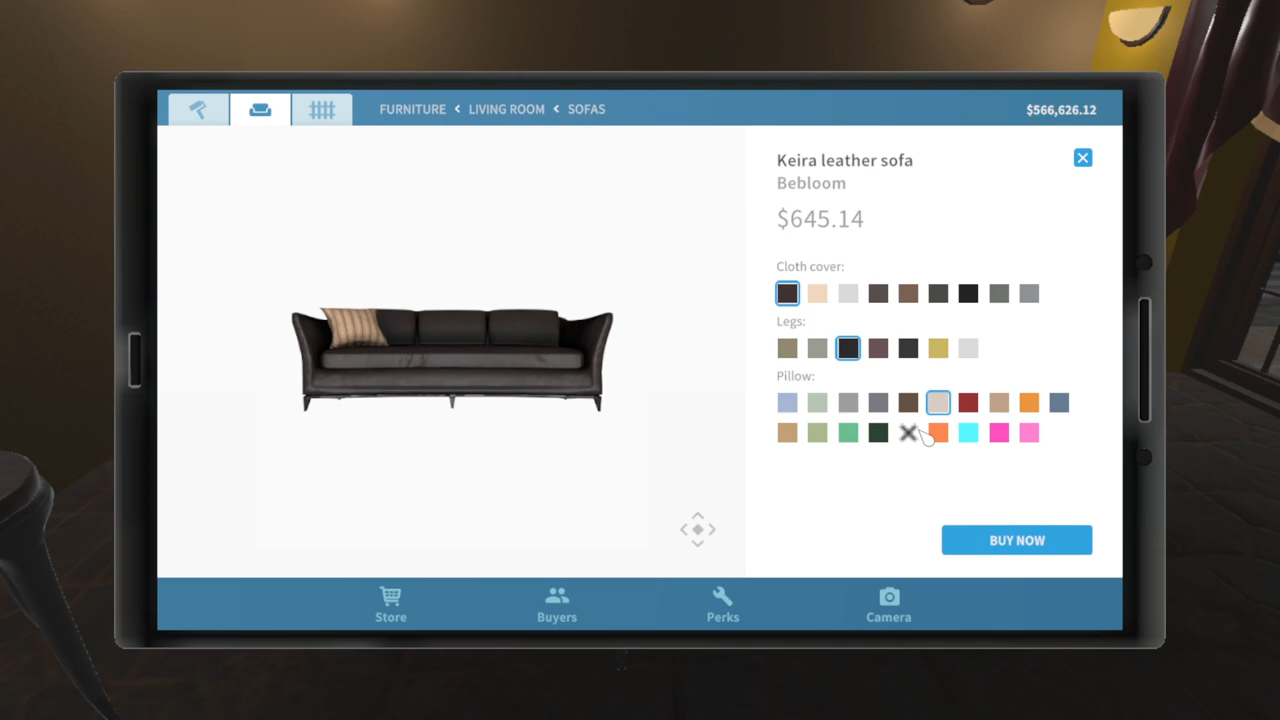 FURNITURE < LIVING ROOM < SOFAS
$566,626.12
Keira leather sofa
Bebloom
$645.14
Cloth cover:
Legs:
Pillow:
BUY NOW
Store
Buyers
Perks
Camera